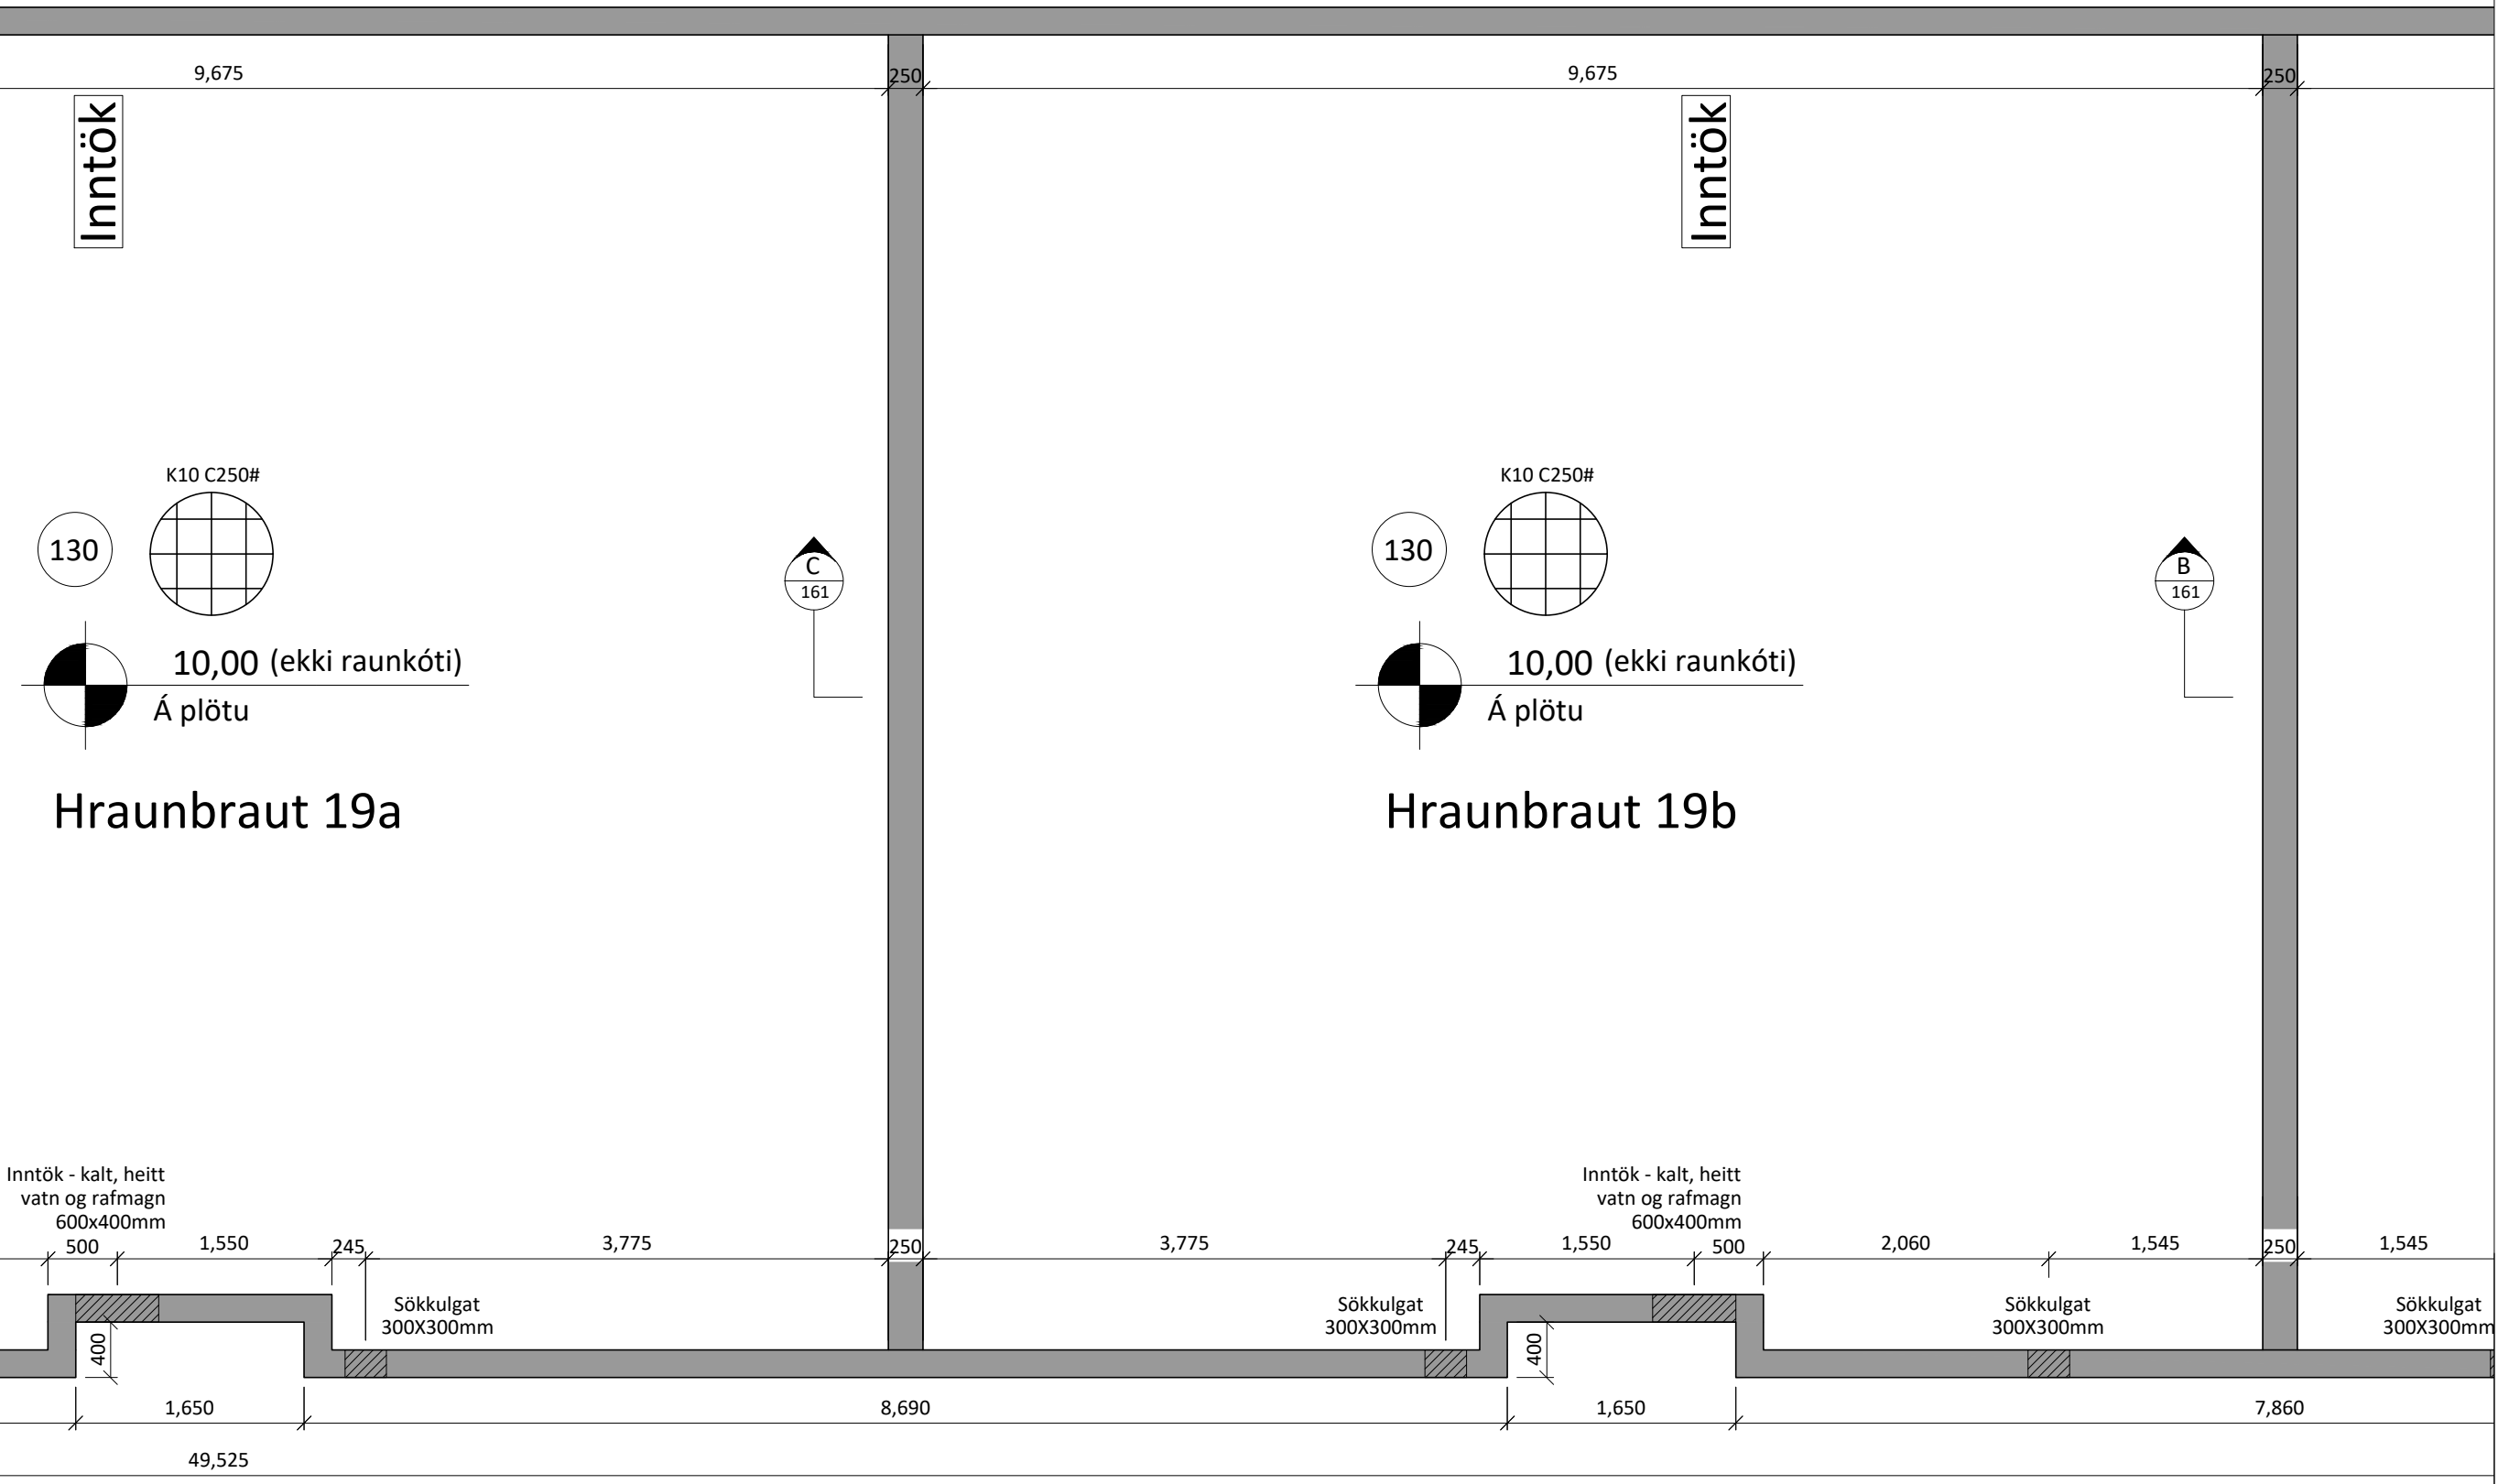 9,675
250
9,675
250
Inntök
Inntök
K10 C250#
K10 C250#
130
130
C
161
B
161
10,00 (ekki raunkóti)
Á plötu
10,00 (ekki raunkóti)
Á plötu
Hraunbraut 19a
Hraunbraut 19b
Inntök - kalt, heitt
vatn og rafmagn
600x400mm
Inntök - kalt, heitt
vatn og rafmagn
600x400mm
500
1,550
245
3,775
250
3,775
245
1,550
500
2,060
1,545
250
1,545
Sökkulgat
300X300mm
Sökkulgat
300X300mm
Sökkulgat
300X300mm
Sökkulgat
300X300mm
400
400
1,650
8,690
1,650
7,860
49,525